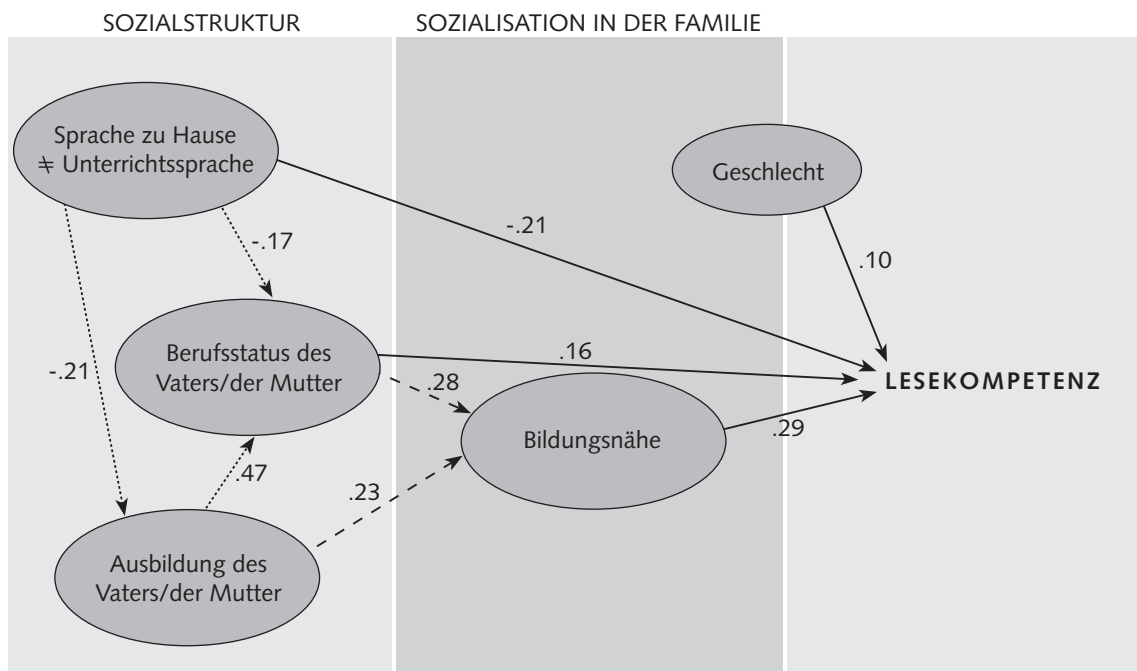 SOZIALSTRUKTUR
SOZIALISATION IN DER FAMILIE
Sprache zu Hause
≠ Unterrichtssprache
Geschlecht
-.21
-.17
.10
Berufsstatus des
Vaters/der Mutter
-.21
.16
.28
LESEKOMPETENZ
Bildungsnähe
.29
.47
.23
Ausbildung des
Vaters/der Mutter